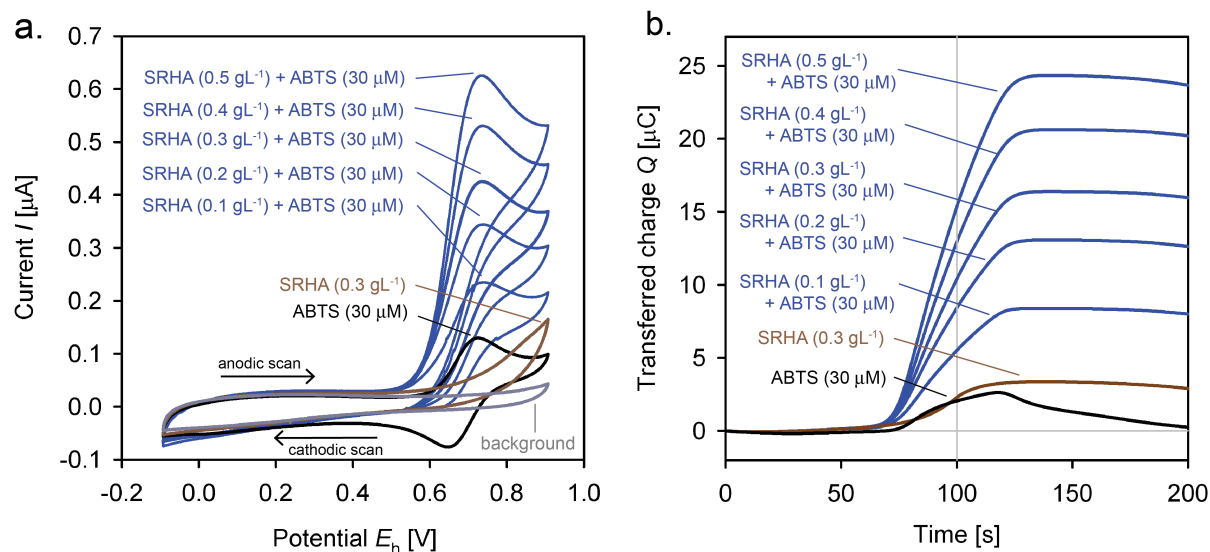 a.
0.7
0.6
0.5
0.4
0.3
0.2
0.1
0.0
-0.1
Current I [μA]
SRHA (0.5 gL⁻¹) + ABTS (30 μM)
SRHA (0.4 gL⁻¹) + ABTS (30 μM)
SRHA (0.3 gL⁻¹) + ABTS (30 μM)
SRHA (0.2 gL⁻¹) + ABTS (30 μM)
SRHA (0.1 gL⁻¹) + ABTS (30 μM)
SRHA (0.3 gL⁻¹)
ABTS (30 μM)
anodic scan
cathodic scan
background
-0.2 0.0 0.2 0.4 0.6 0.8 1.0
Potential Eh [V]
b.
25
20
15
10
5
0
Transferred charge Q [μC]
SRHA (0.5 gL⁻¹)
+ ABTS (30 μM)
SRHA (0.4 gL⁻¹)
+ ABTS (30 μM)
SRHA (0.3 gL⁻¹)
+ ABTS (30 μM)
SRHA (0.2 gL⁻¹)
+ ABTS (30 μM)
SRHA (0.1 gL⁻¹)
+ ABTS (30 μM)
SRHA (0.3 gL⁻¹)
ABTS (30 μM)
0 50 100 150 200
Time [s]